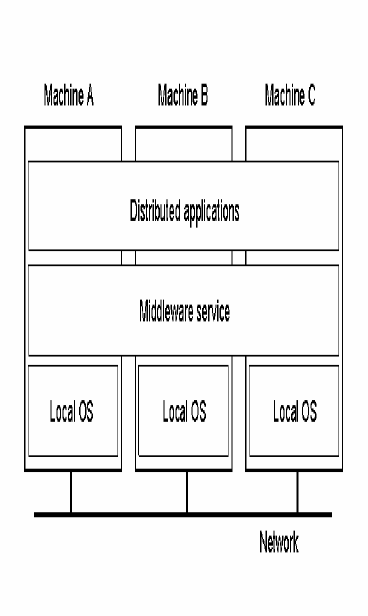 Machine A
Machine B
Machine C
Distributed applications
Middleware service
Local OS
Local OS
Local OS
Network